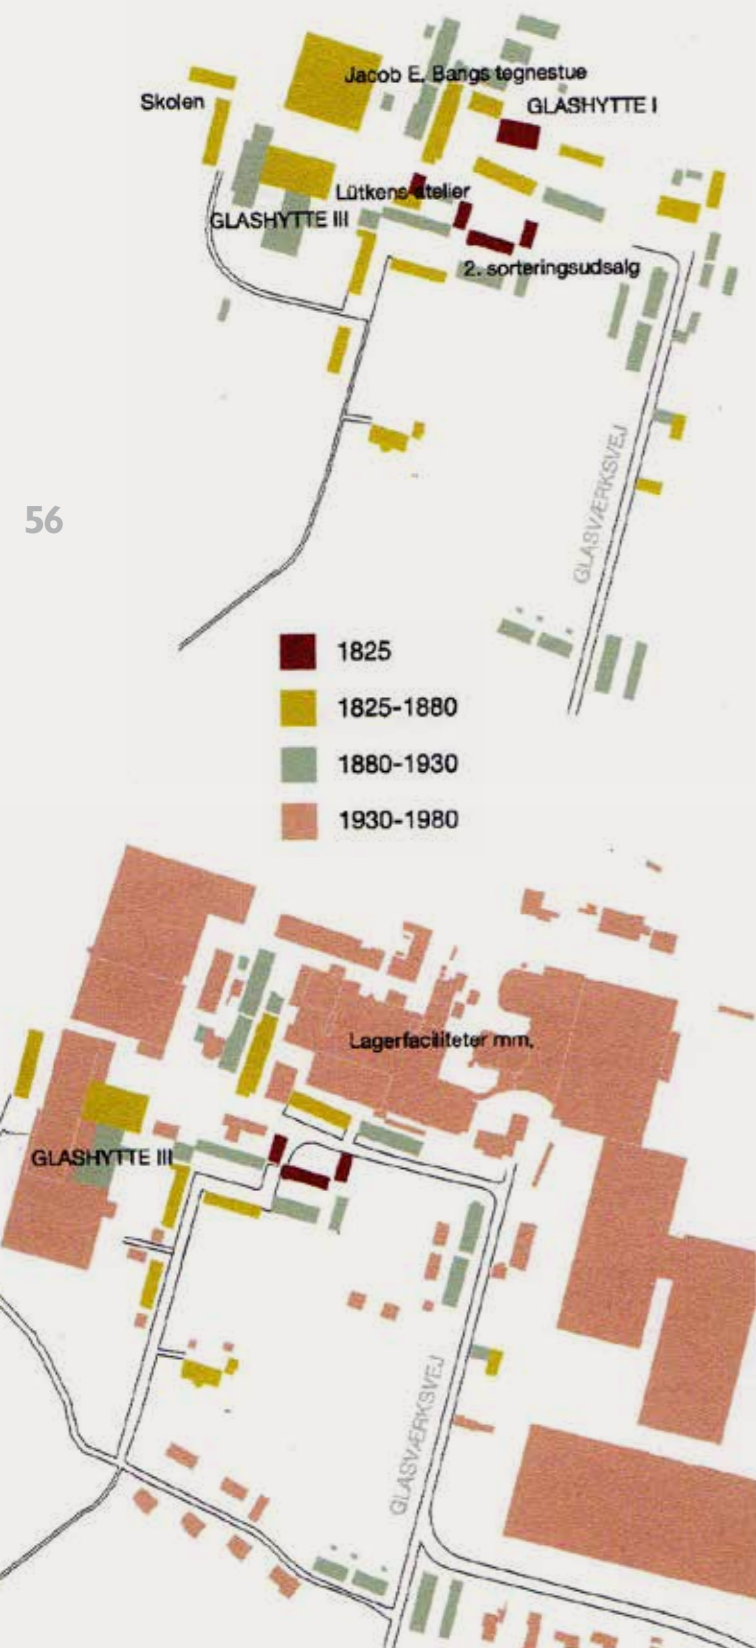 Jacob E. Bangs tegnestue
Skolen
GLASHYTTE I
Lütkens atelier
GLASHYTTE III
2. sorteringsudsalg
GLASVÆRKSVEJ
56
1825
1825-1880
1880-1930
1930-1980
Lagerfaciliteter mm.
GLASHYTTE III
GLASVÆRKSVEJ